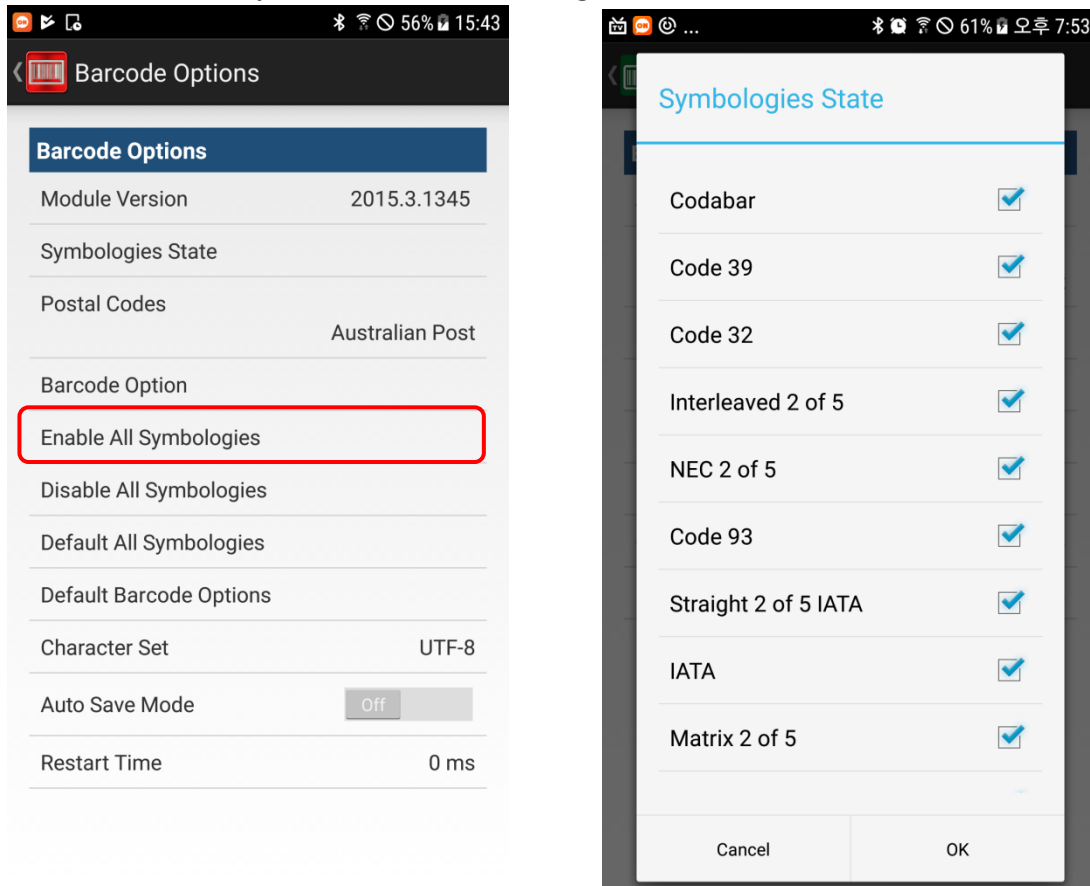 56% 15:43
Barcode Options
Barcode Options
Module Version 2015.3.1345
Symbologies State
Postal Codes
Australian Post
Barcode Option
Enable All Symbologies
Disable All Symbologies
Default All Symbologies
Default Barcode Options
Character Set UTF-8
Auto Save Mode Off
Restart Time 0 ms
... 61% 오후 7:53
Symbologies State
Codabar
Code 39
Code 32
Interleaved 2 of 5
NEC 2 of 5
Code 93
Straight 2 of 5 IATA
IATA
Matrix 2 of 5
Cancel OK